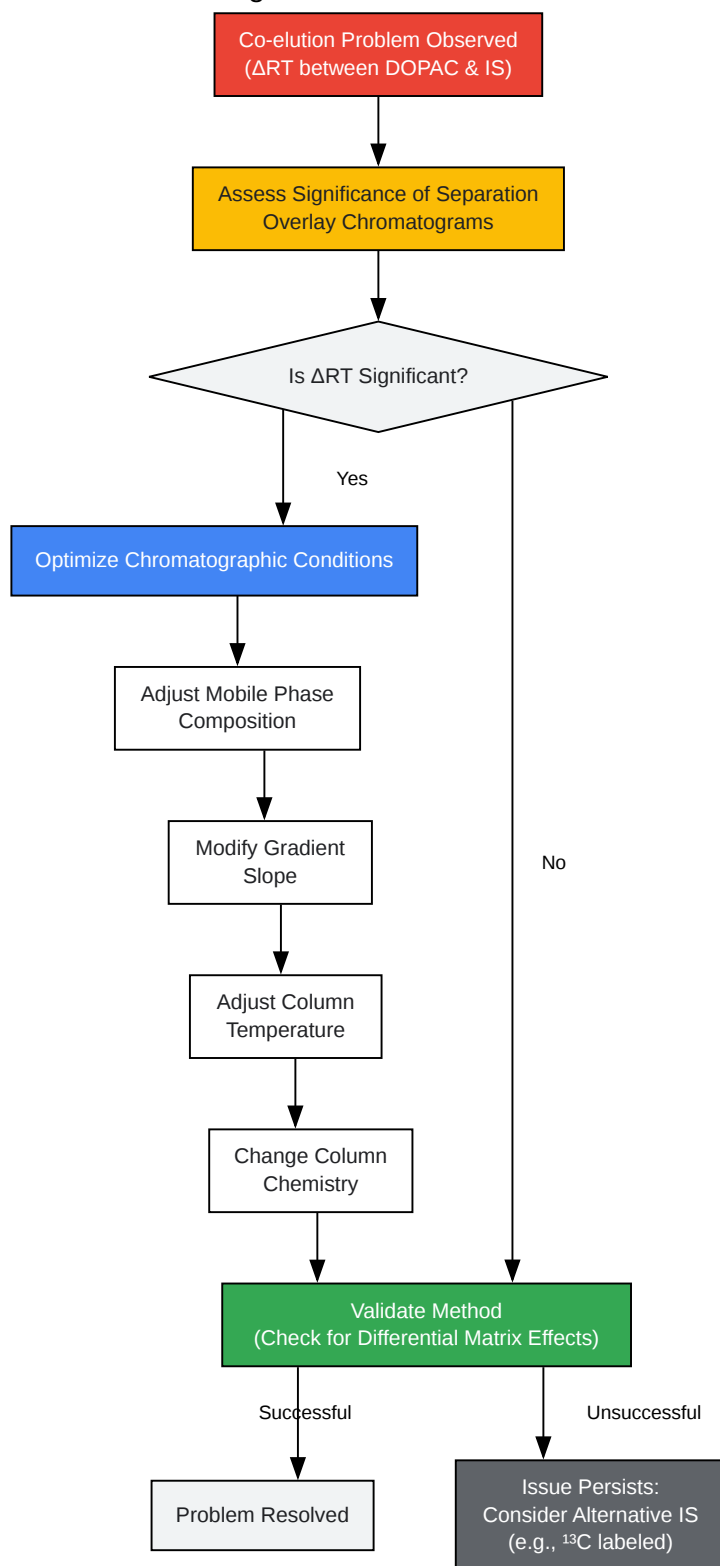 Co-elution Problem Observed
(ΔRT between DOPAC & IS)
Assess Significance of Separation
Overlay Chromatograms
Is ΔRT Significant?
Yes
Optimize Chromatographic Conditions
Adjust Mobile Phase
Composition
Modify Gradient
Slope
No
Adjust Column
Temperature
Change Column
Chemistry
Validate Method
(Check for Differential Matrix Effects)
Successful
Unsuccessful
Problem Resolved
Issue Persists:
Consider Alternative IS
(e.g., ¹³C labeled)